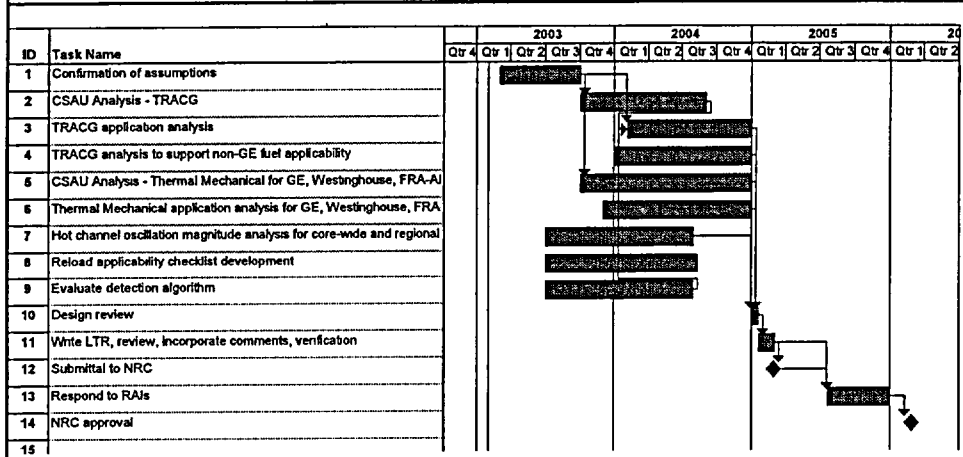 2003 2004 2005 20
ID Task Name Qtr 4 Qtr 1 Qtr 2 Qtr 3 Qtr 4 Qtr 1 Qtr 2 Qtr 3 Qtr 4 Qtr 1 Qtr 2 Qtr 3 Qtr 4 Qtr 1 Qtr 2
1 Confirmation of assumptions
2 CSAU Analysis - TRACG
3 TRACG application analysis
4 TRACG analysis to support non-GE fuel applicability
5 CSAU Analysis - Thermal Mechanical for GE, Westinghouse, FRA-AI
6 Thermal Mechanical application analysis for GE, Westinghouse, FRA
7 Hot channel oscillation magnitude analysis for core-wide and regional
8 Reload applicability checklist development
9 Evaluate detection algorithm
10 Design review
11 Write LTR, review, incorporate comments, verification
12 Submittal to NRC
13 Respond to RAIs
14 NRC approval
15